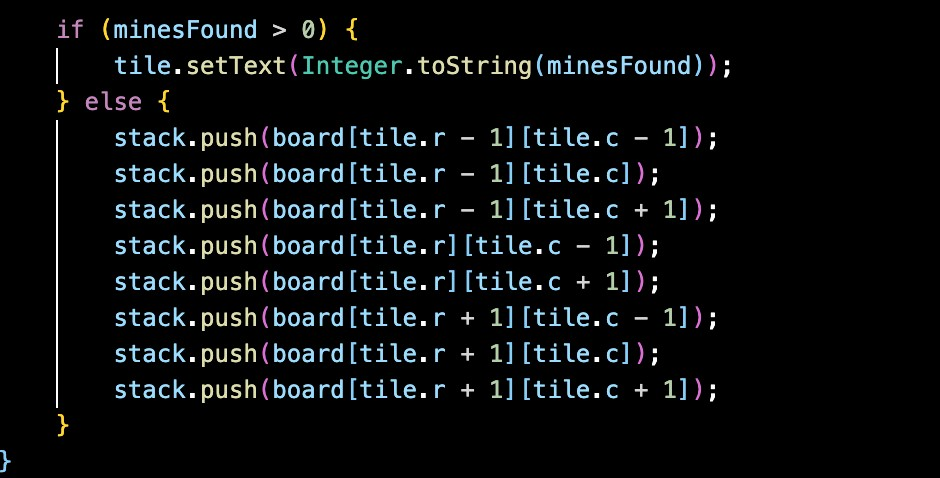 if (minesFound > 0) {
    tile.setText(Integer.toString(minesFound));
} else {
    stack.push(board[tile.r - 1][tile.c - 1]);
    stack.push(board[tile.r - 1][tile.c]);
    stack.push(board[tile.r - 1][tile.c + 1]);
    stack.push(board[tile.r][tile.c - 1]);
    stack.push(board[tile.r][tile.c + 1]);
    stack.push(board[tile.r + 1][tile.c - 1]);
    stack.push(board[tile.r + 1][tile.c]);
    stack.push(board[tile.r + 1][tile.c + 1]);
}
}